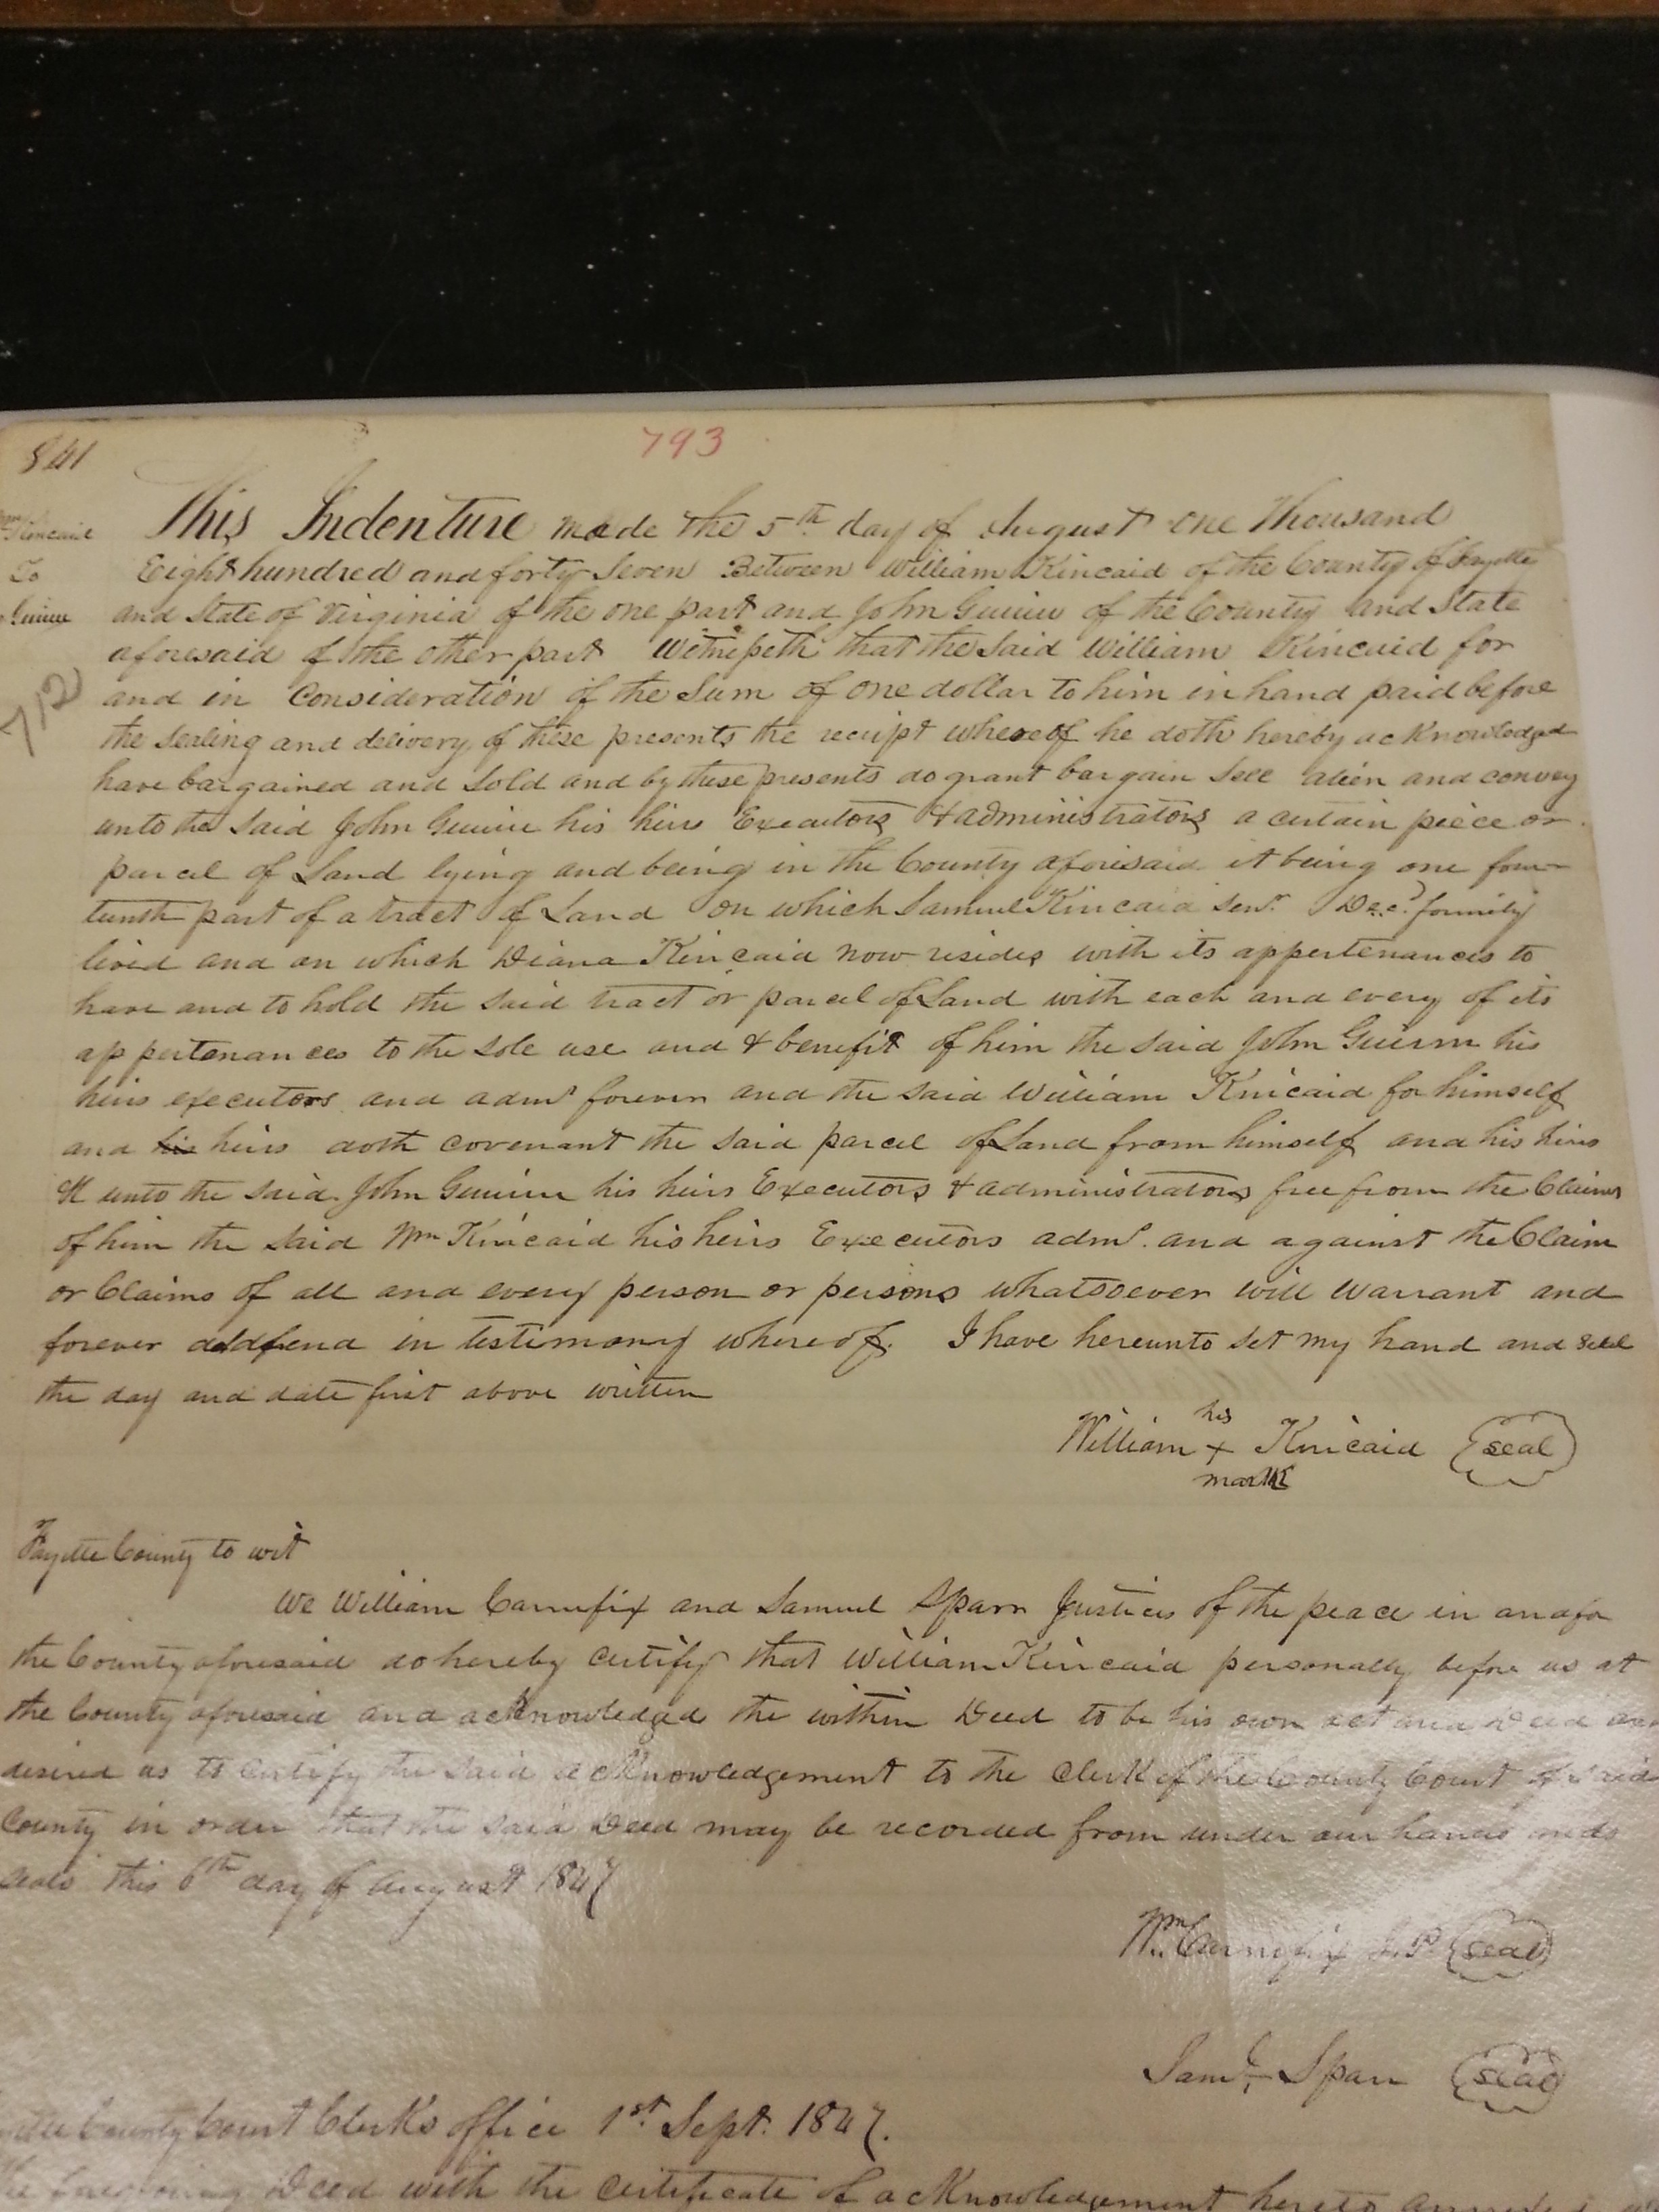 841
793
This Indenture made the 5th day of August one Thousand
Kincaid
Eight hundred and forty Seven Between William Kincaid of the County of Fayette
To
and State of Virginia of the one part and John Guinn of the County and State
Guinn
aforesaid of the other part Witnesseth that the Said William Kincaid for
712
and in Consideration of the Sum of one dollar to him in hand paid before
the Sealing and delivery of these presents the receipt whereof he doth hereby acknowledged
have bargained and Sold and by these presents do grant bargain Sell alien and convey
unto the Said John Guinn his heirs Executors & administrators a certain piece or
parcel of Land lying and being in the County aforesaid it being one four-
teenth part of a tract of Land on which Samuel Kincaid Senr. Decd. formily
lived and on which Diana Kincaid now resides with its appertenances to
have and to hold the Said tract or parcel of Land with each and every of its
appertenances to the Sole use and & benefit of him the Said John Guinn his
heirs executors and admrs forever and the Said William Kincaid for himself
and his heirs doth covenant the Said parcel of Land from himself and his heirs
unto the Said John Guinn his heirs Executors & administrators free from the Claims
of him the Said Wm Kincaid his heirs Executors admrs. and against the Claim
or Claims of all and every person or persons whatsoever will warrant and
forever defend in testimony whereof. I have hereunto Set my hand and seal
the day and date first above written
his
William + Kincaid (seal)
mark
Fayette County to wit
We William Carnifix and Samuel Sparr Justices of the peace in and for
the County aforesaid do hereby Certify that William Kincaid personally before us at
the County aforesaid and acknowledged the within Deed to be his own act and Deed and
desired us to Certify the Said acknowledgement to the Clerk of the County Court of Said
County in order that the Said Deed may be recorded from under our hands and
Seals this 6th day of August 1847
Wm. Carnifix J.P. (seal)
Saml. Sparr (seal)
County Court Clerks office 1st. Sept. 1847.
foregoing Deed with the Certificate of acknowledgement hereto